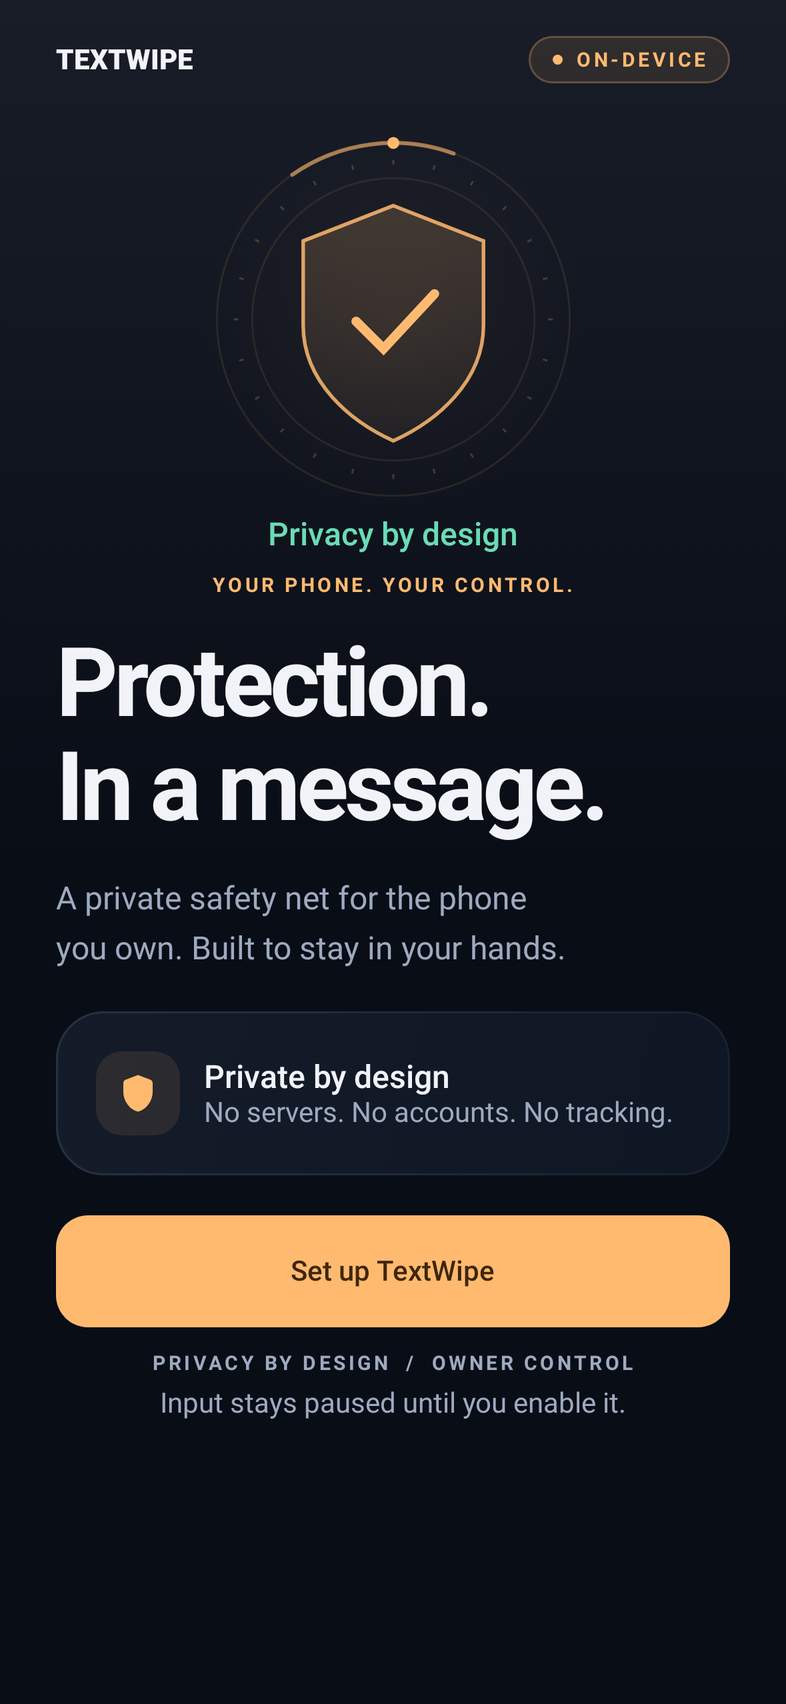 TEXTWIPE
ON-DEVICE
Privacy by design
YOUR PHONE. YOUR CONTROL.
Protection.
In a message.
A private safety net for the phone
you own. Built to stay in your hands.
Private by design
No servers. No accounts. No tracking.
Set up TextWipe
PRIVACY BY DESIGN / OWNER CONTROL
Input stays paused until you enable it.